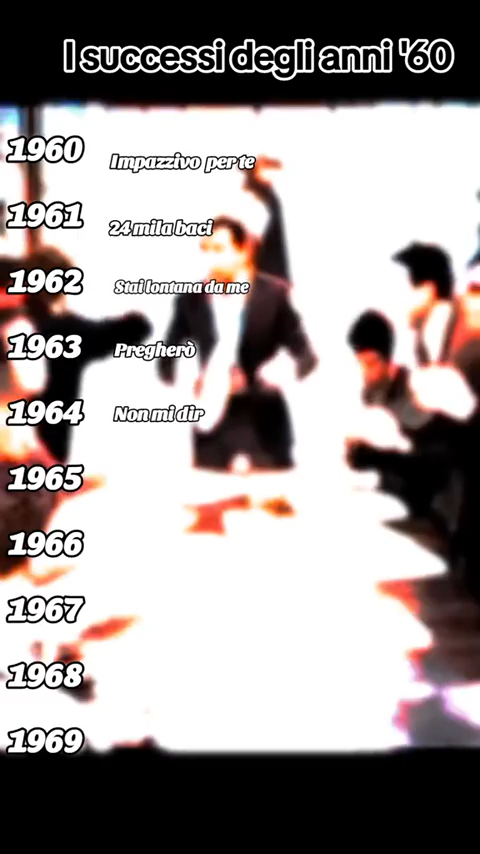 I successi degli anni '60
1960 Impazzivo per te
1961 24 mila baci
1962 Stai lontana da me
1963 Pregherò
1964 Non mi dir
1965
1966
1967
1968
1969